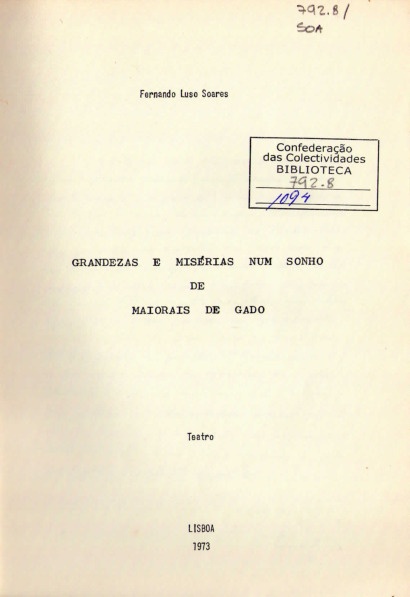 792.8/
SOA
Fernando Luso Soares
Confederação
das Colectividades
BIBLIOTECA
792.8
1094
GRANDEZAS E MISÉRIAS NUM SONHO
DE
MAIORAIS DE GADO
Teatro
LISBOA
1973